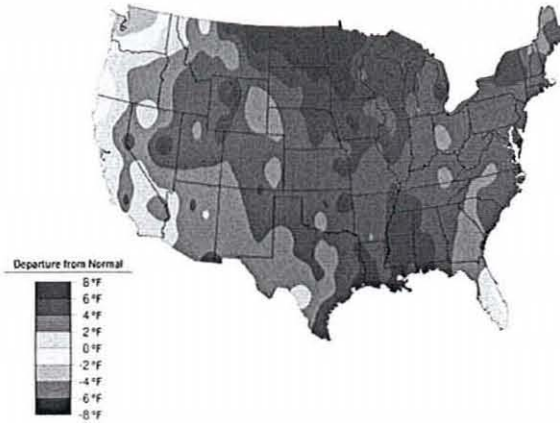 Departure from Normal
8 °F
6 °F
4 °F
2 °F
0 °F
-2 °F
-4 °F
-6 °F
-8 °F